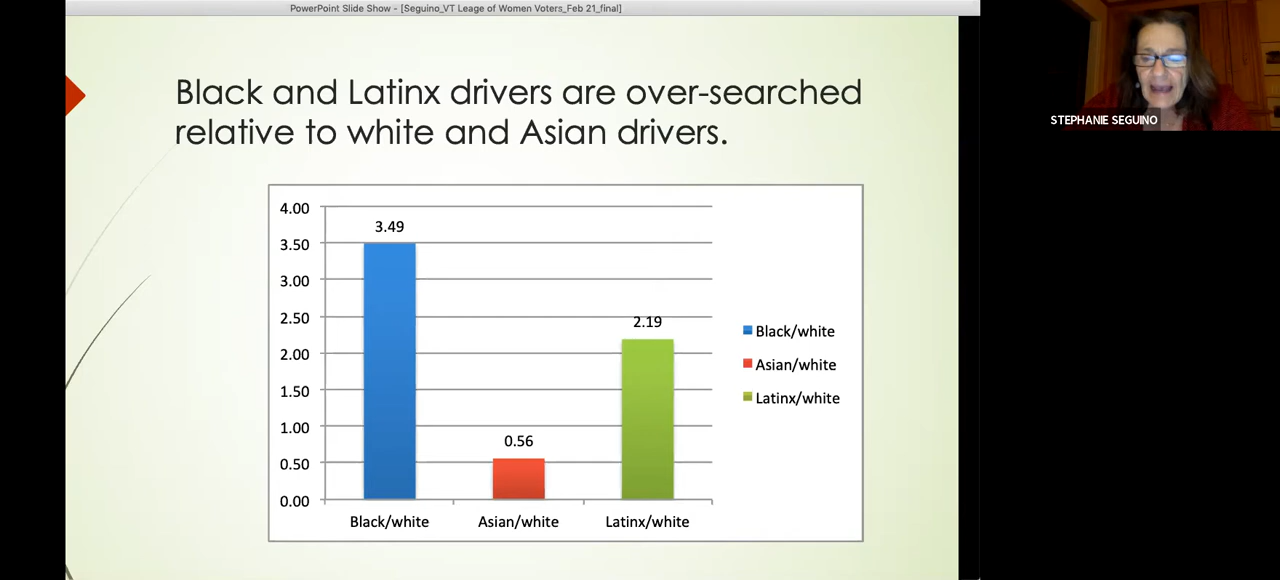 PowerPoint Slide Show - [Seguino_VT Leage of Women Voters_Feb 21_final]
Black and Latinx drivers are over-searched
relative to white and Asian drivers.
STEPHANIE SEGUINO
4.00
3.50
3.00
2.50
2.00
1.50
1.00
0.50
0.00
3.49
0.56
2.19
Black/white
Asian/white
Latinx/white
Black/white
Asian/white
Latinx/white